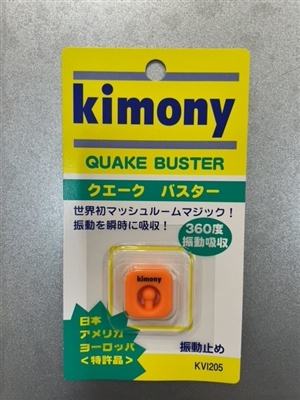 kimony
QUAKE BUSTER
クエーク バスター
世界初マッシュルームマジック!
振動を瞬時に吸収!
360度
振動吸収
kimony
日本
アメリカ
ヨーロッパ
<特許品>
振動止め
KVI205